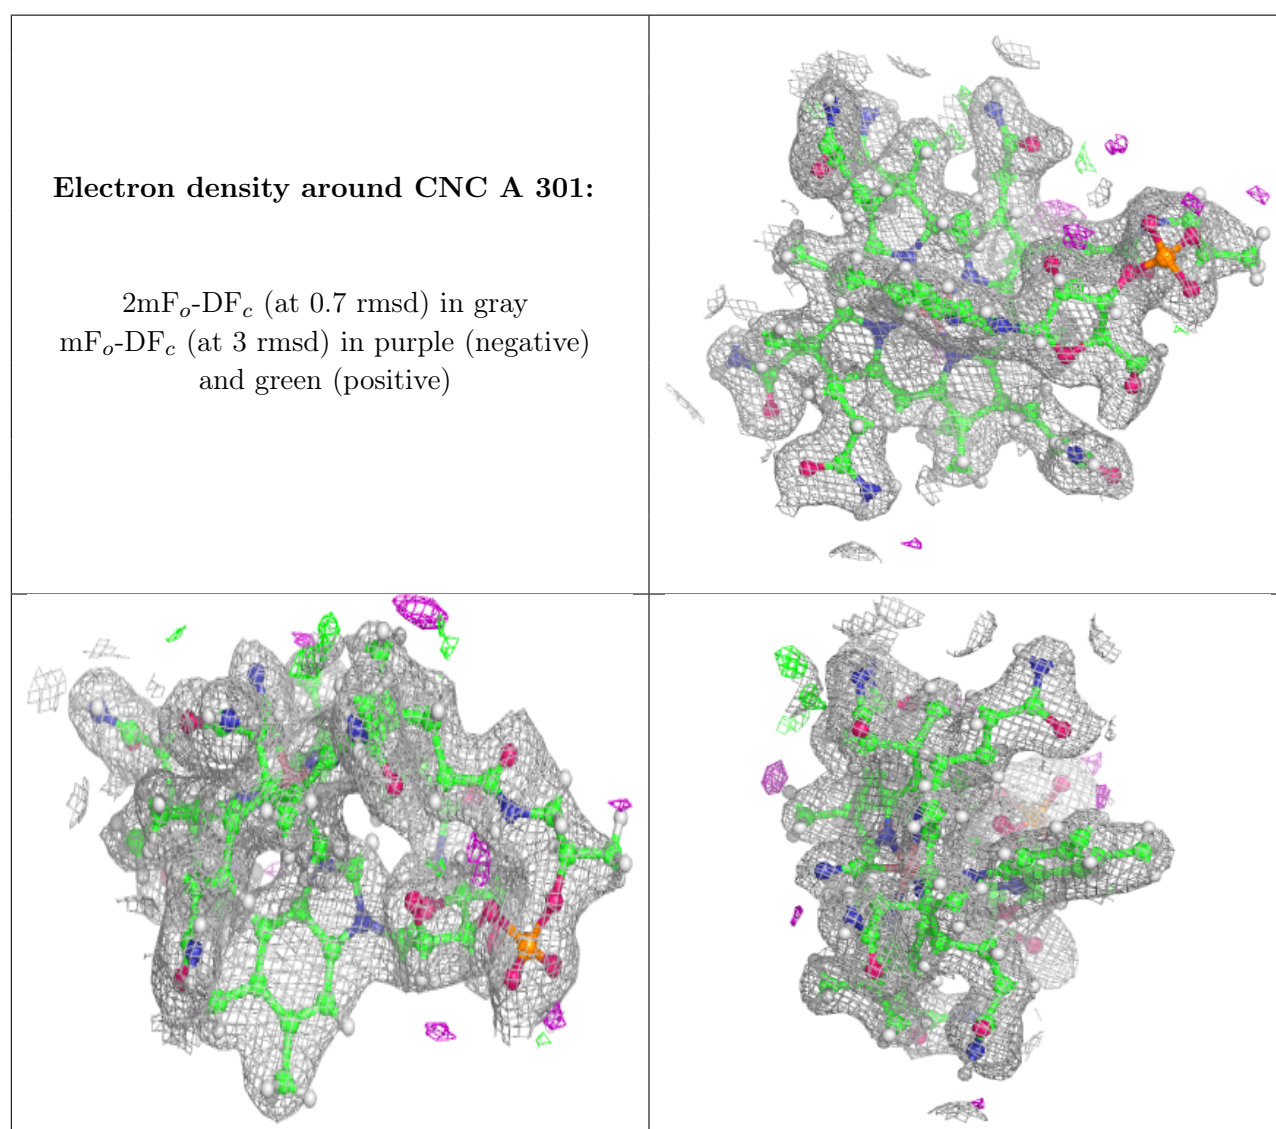 Electron density around CNC A 301:
2mFₒ-DF𝒸 (at 0.7 rmsd) in gray
mFₒ-DF𝒸 (at 3 rmsd) in purple (negative)
and green (positive)